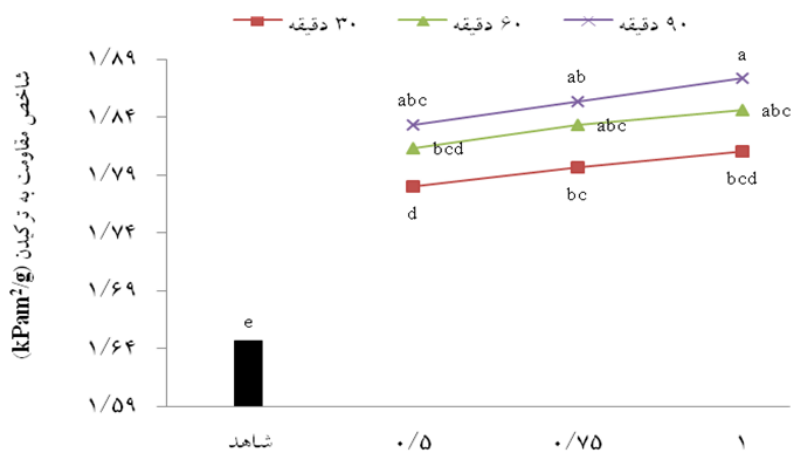 ۳۰ دقیقه ۶۰ دقیقه ۹۰ دقیقه
شاخص مقاومت به ترکیدن (kPam²/g)
۱/۸۹
۱/۸۴
۱/۷۹
۱/۷۴
۱/۶۹
۱/۶۴
۱/۵۹
a
ab
abc
abc
abc
bcd
bcd
bc
d
e
شاهد ۰/۵ ۰/۷۵ ۱